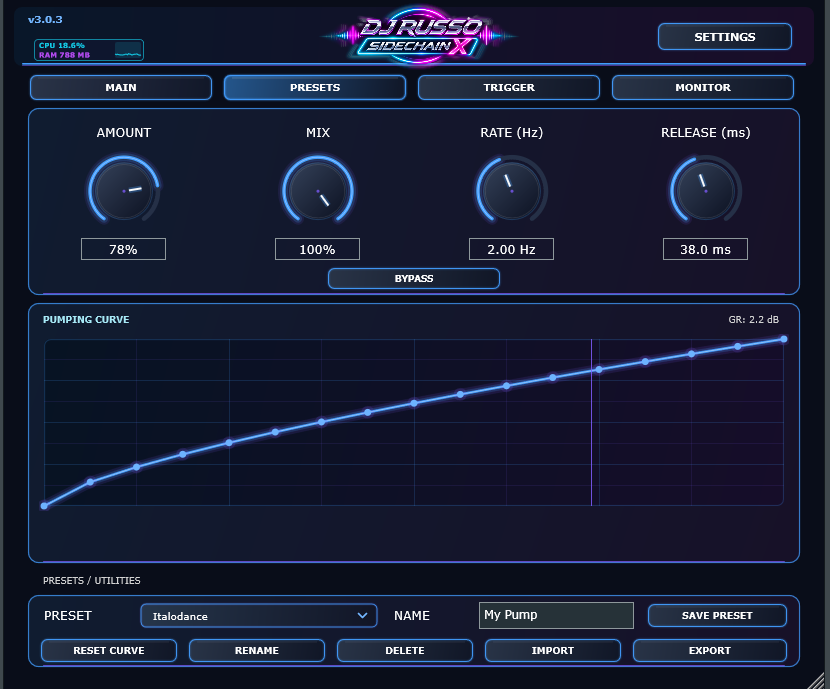 v3.0.3
CPU 18.6%
RAM 788 MB
DJ RUSSO
SIDECHAIN X
SETTINGS
MAIN PRESETS TRIGGER MONITOR
AMOUNT MIX RATE (Hz) RELEASE (ms)
78% 100% 2.00 Hz 38.0 ms
BYPASS
PUMPING CURVE GR: 2.2 dB
PRESETS / UTILITIES
PRESET Italodance NAME My Pump SAVE PRESET
RESET CURVE RENAME DELETE IMPORT EXPORT